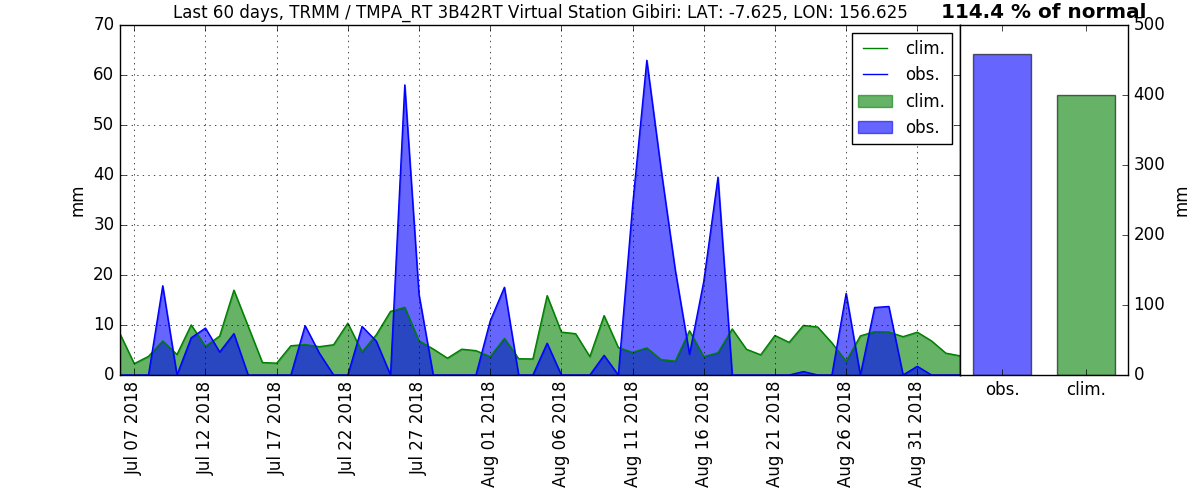 Last 60 days, TRMM / TMPA_RT 3B42RT Virtual Station Gibiri: LAT: -7.625, LON: 156.625
114.4 % of normal
70
60
50
40
30
20
10
0
mm
clim.
obs.
clim.
obs.
500
400
300
200
100
0
mm
Jul 07 2018
Jul 12 2018
Jul 17 2018
Jul 22 2018
Jul 27 2018
Aug 01 2018
Aug 06 2018
Aug 11 2018
Aug 16 2018
Aug 21 2018
Aug 26 2018
Aug 31 2018
obs.
clim.